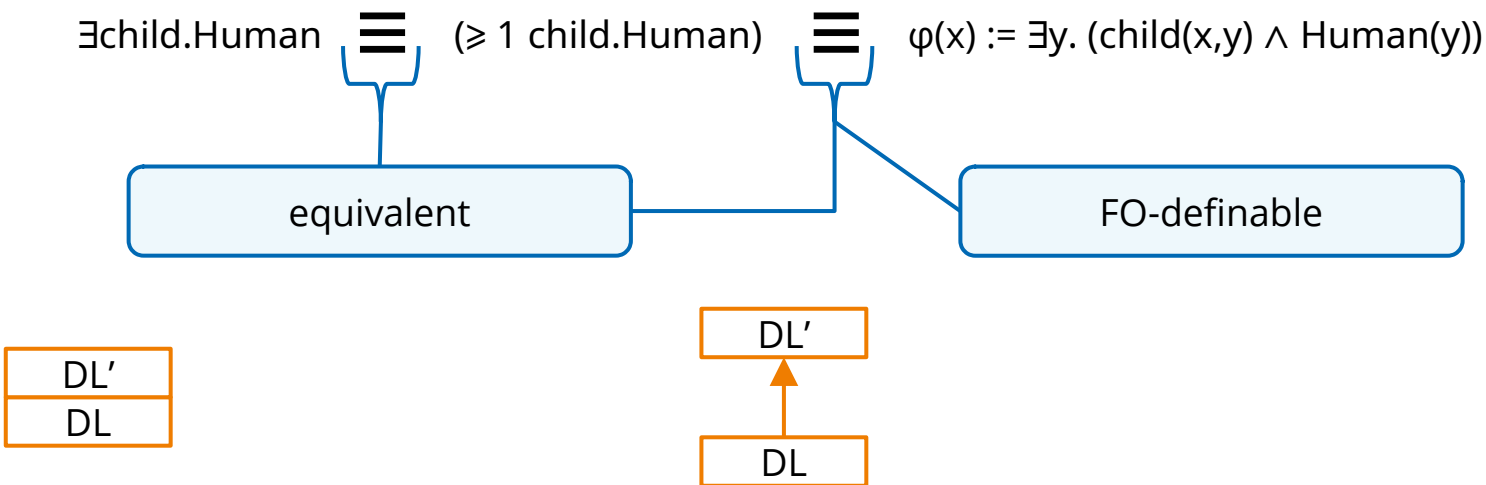 ∃child.Human ≡ (⩾ 1 child.Human) ≡ φ(x) := ∃y. (child(x,y) ∧ Human(y))
equivalent FO-definable
DL’
DL’
DL
DL